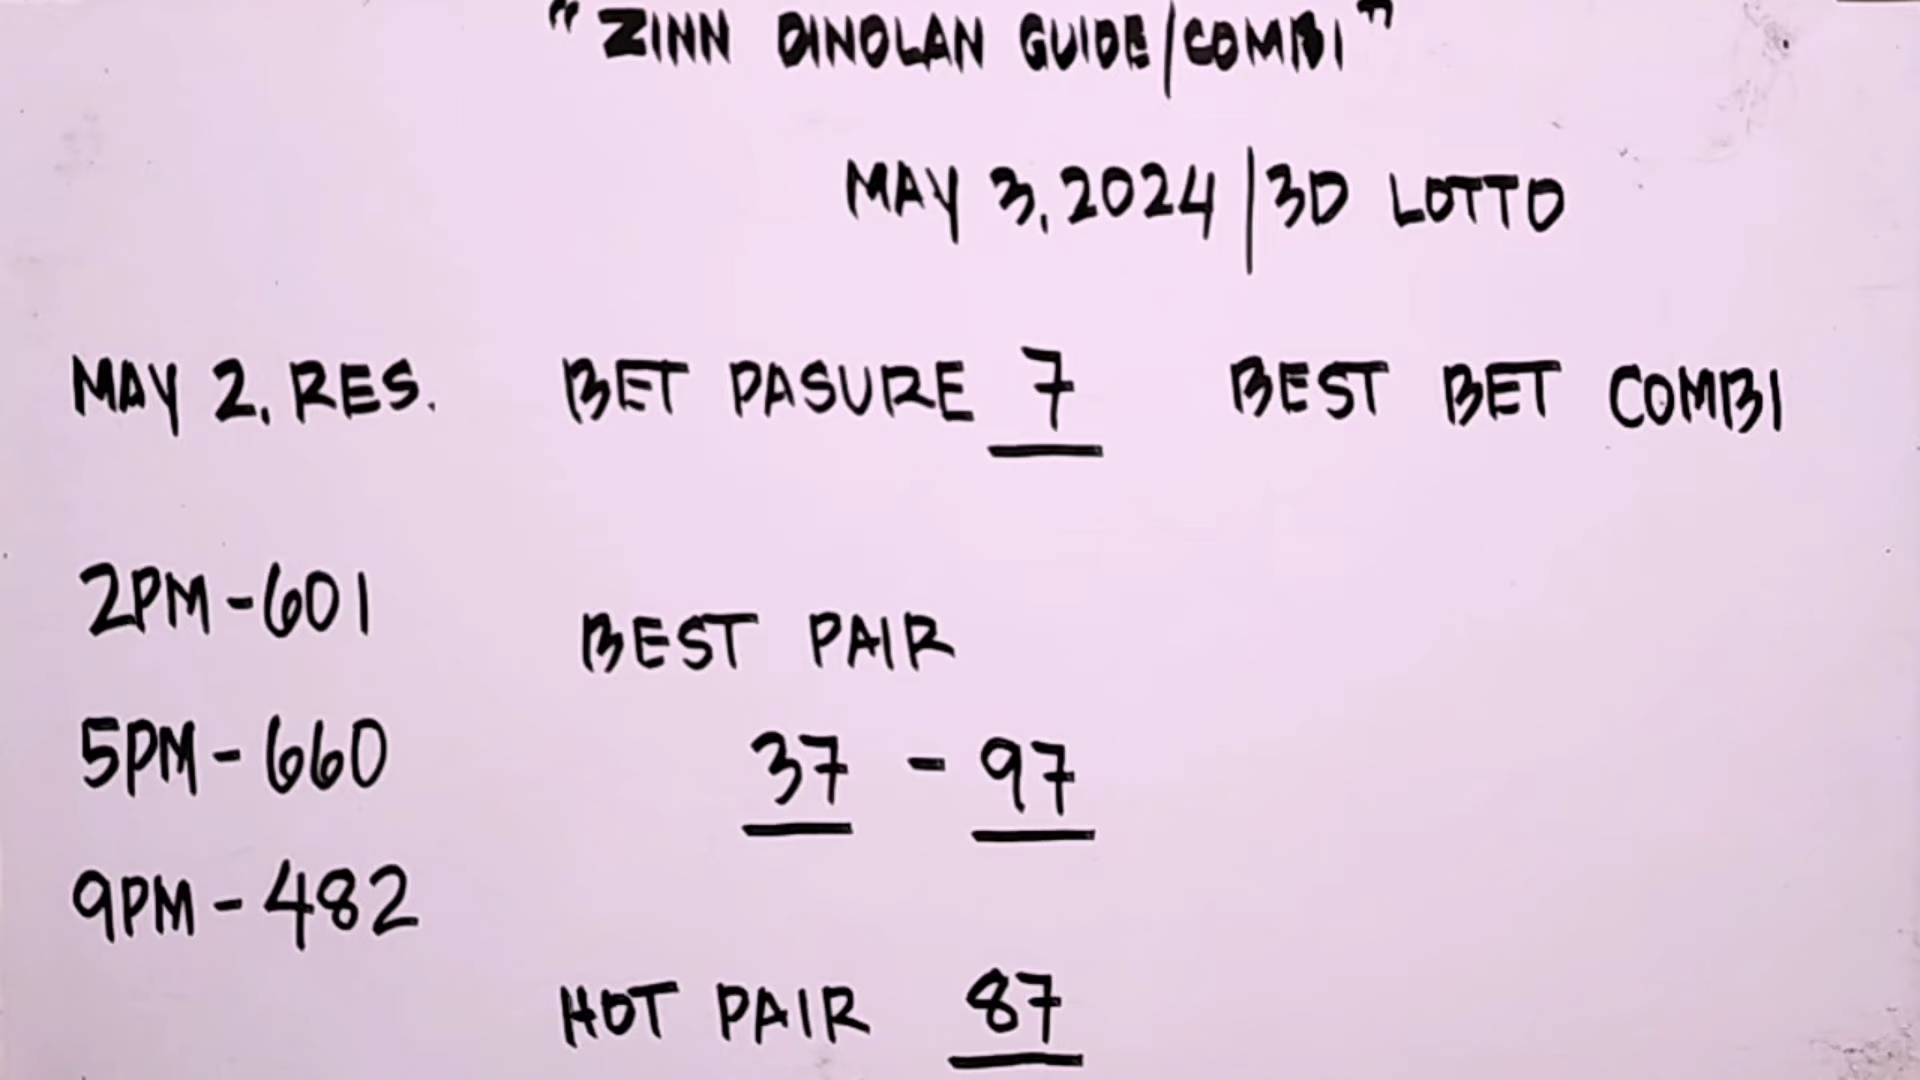 "ZINN DINOLAN GUIDE/COMBI"
MAY 3, 2024 | 3D LOTTO
MAY 2. RES. BET PASURE 7 BEST BET COMBI
2PM - 601
BEST PAIR
5PM - 660
37 - 97
9PM - 482
HOT PAIR 87